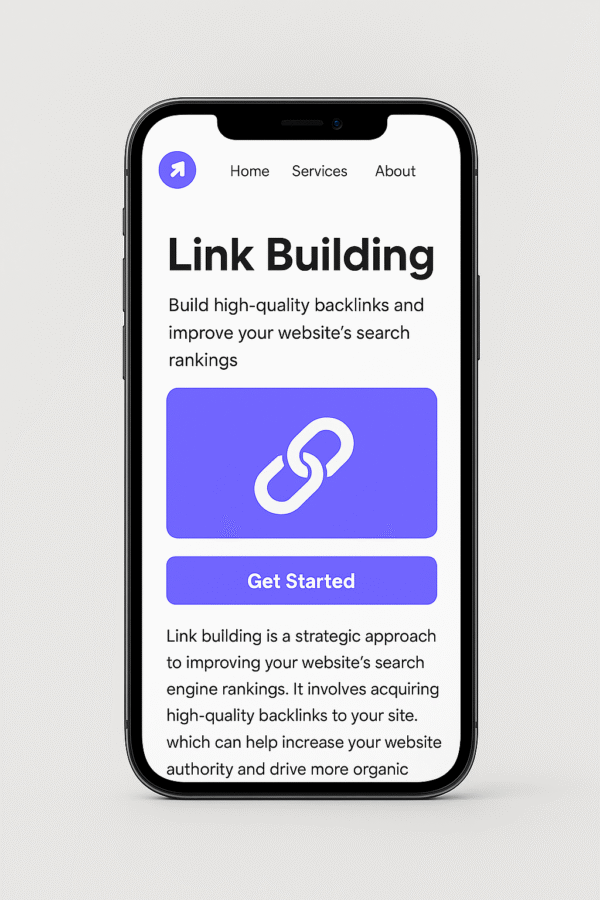 Home Services About
Link Building
Build high-quality backlinks and
improve your website's search
rankings
Get Started
Link building is a strategic approach
to improving your website's search
engine rankings. It involves acquiring
high-quality backlinks to your site.
which can help increase your website
authority and drive more organic